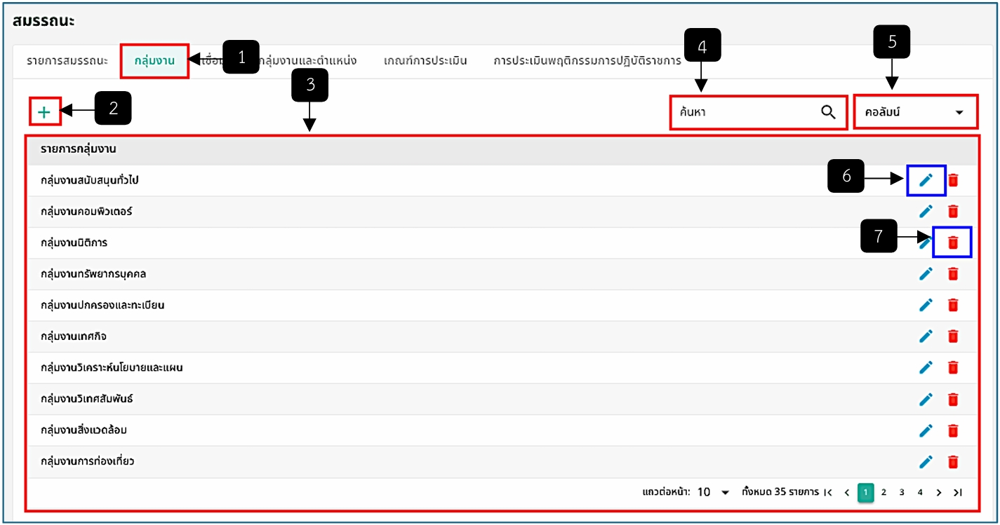 สมรรถนะ
รายการสมรรถนะ กลุ่มงาน 1 กลุ่มงานและตำแหน่ง เกณฑ์การประเมิน การประเมินพฤติกรรมการปฏิบัติราชการ
4
5
3
2
+ ค้นหา คอลัมน์
รายการกลุ่มงาน
กลุ่มงานสนับสนุนทั่วไป
6
กลุ่มงานคอมพิวเตอร์
กลุ่มงานนิติการ
7
กลุ่มงานทรัพยากรบุคคล
กลุ่มงานปกครองและทะเบียน
กลุ่มงานเทศกิจ
กลุ่มงานวิเคราะห์นโยบายและแผน
กลุ่มงานวิเทศสัมพันธ์
กลุ่มงานสิ่งแวดล้อม
กลุ่มงานการท่องเที่ยว
แถวต่อหน้า: 10 ทั้งหมด 35 รายการ 1 2 3 4